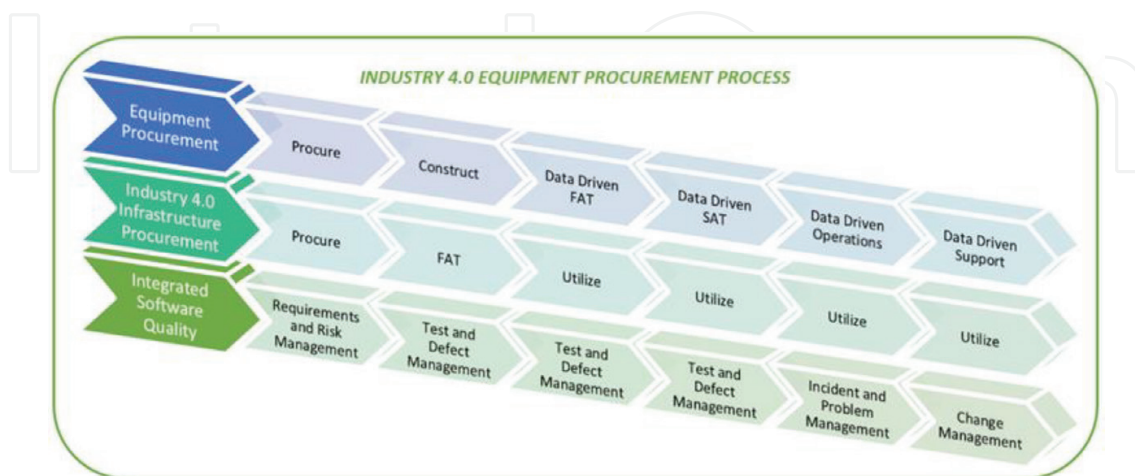 INDUSTRY 4.0 EQUIPMENT PROCUREMENT PROCESS
Equipment
Procurement
Procure
Construct
Data Driven
FAT
Data Driven
SAT
Data Driven
Operations
Data Driven
Support
Industry 4.0
Infrastructure
Procurement
Procure
FAT
Utilize
Utilize
Utilize
Utilize
Integrated
Software
Quality
Requirements
and Risk
Management
Test and
Defect
Management
Test and
Defect
Management
Test and
Defect
Management
Incident and
Problem
Management
Change
Management